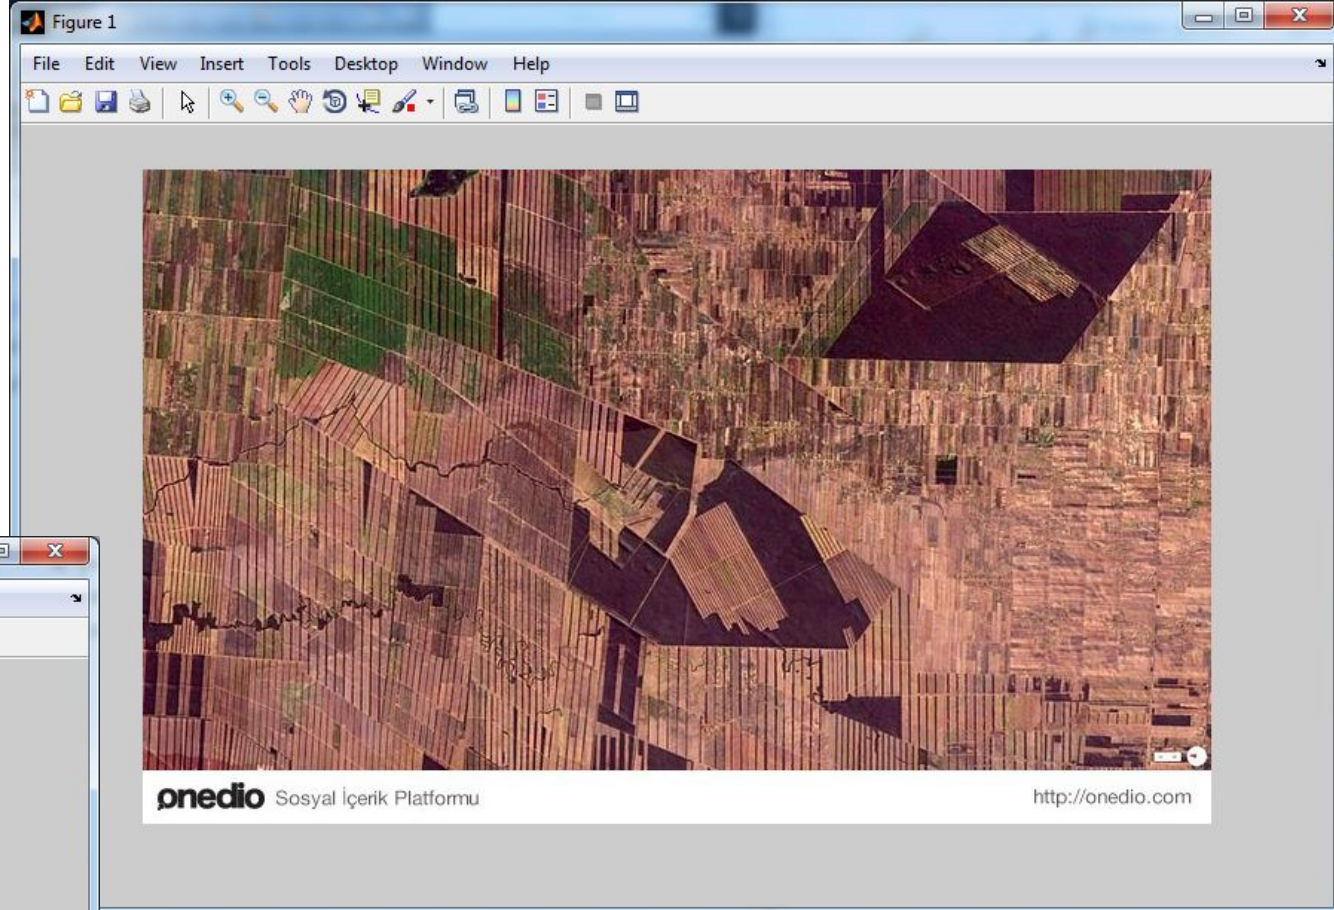 Figure 1
File Edit View Insert Tools Desktop Window Help
onedio Sosyal İçerik Platformu
http://onedio.com